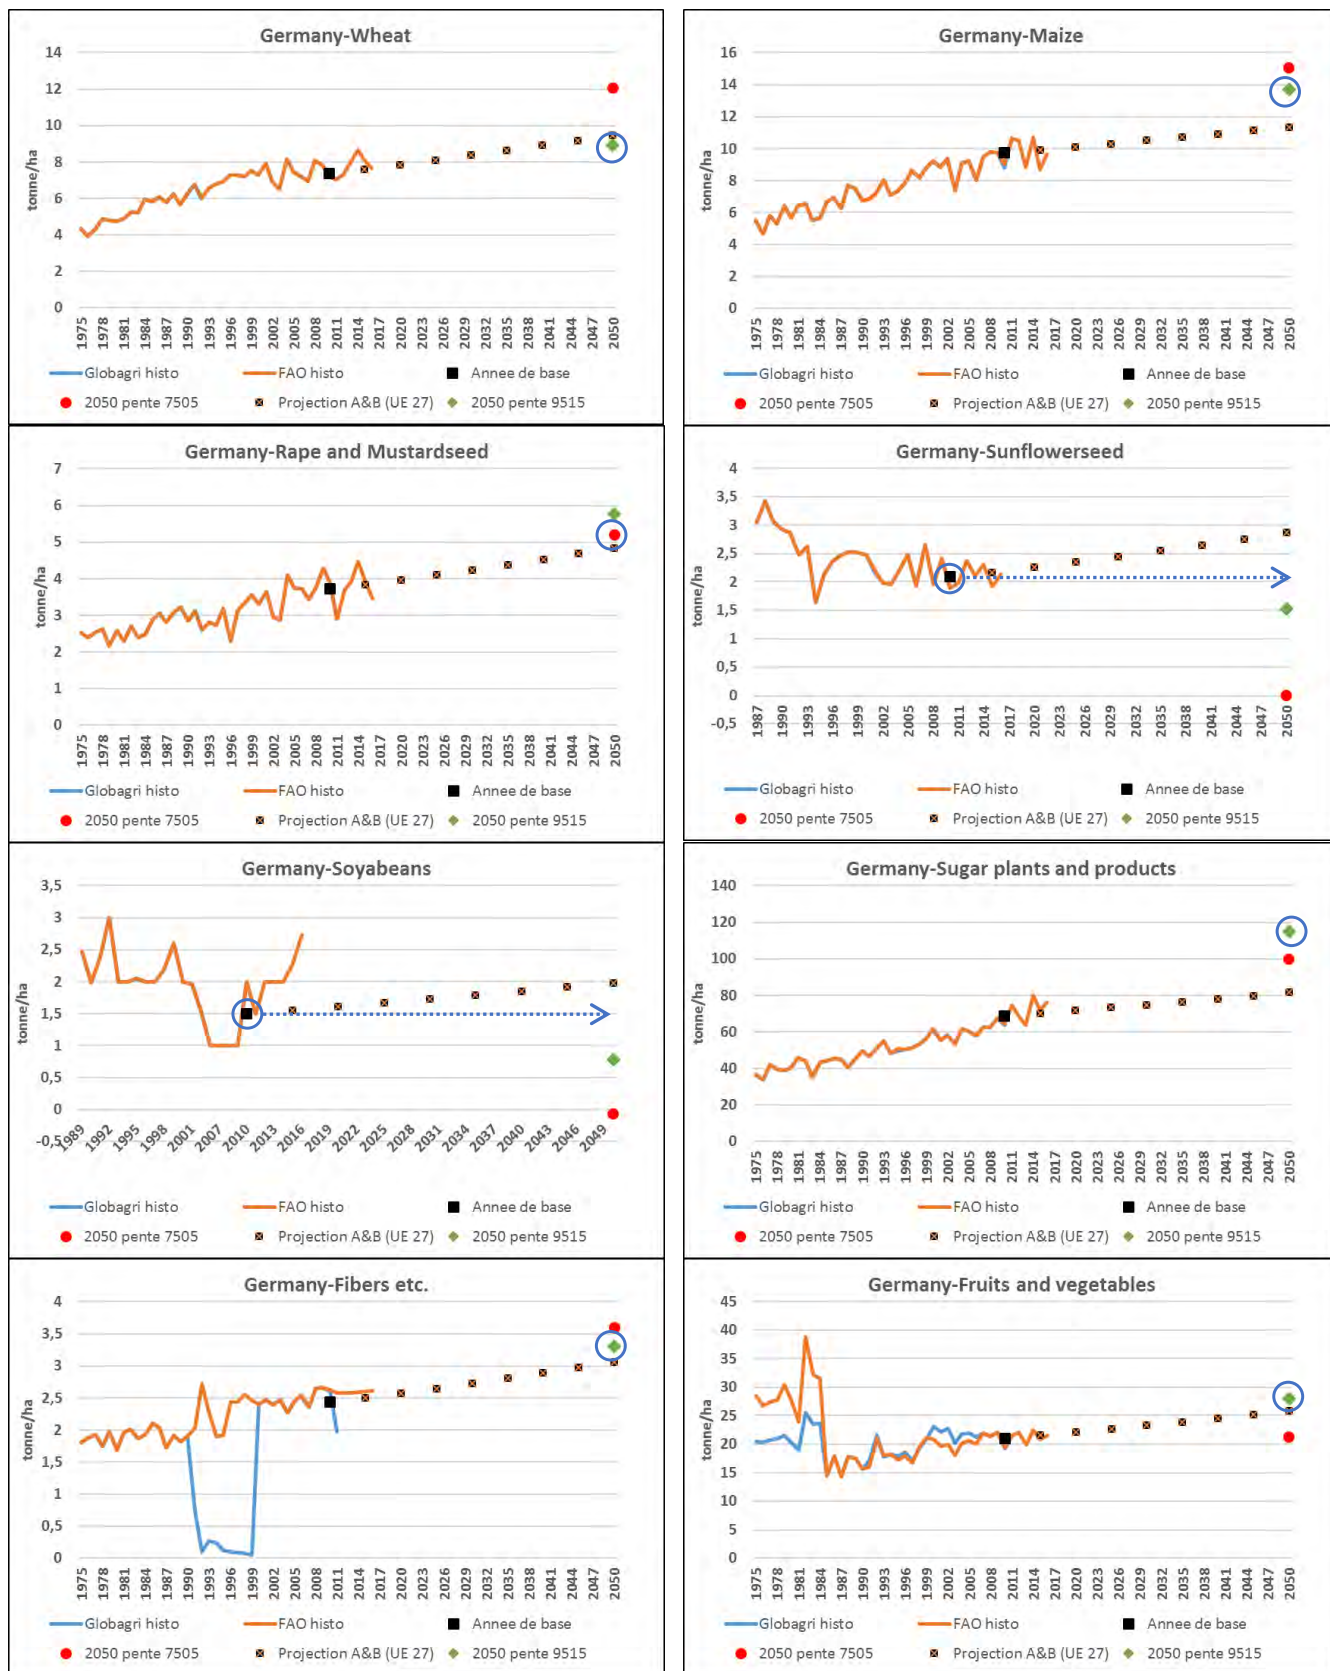 Germany-Wheat
14
12
10
8
6
4
2
0
tonne/ha
1975 1978 1981 1984 1987 1990 1993 1996 1999 2002 2005 2008 2011 2014 2017 2020 2023 2026 2029 2032 2035 2038 2041 2044 2047 2050
Globagri histo FAO histo Annee de base
2050 pente 7505 Projection A&B (UE 27) 2050 pente 9515
Germany-Maize
16
14
12
10
8
6
4
2
0
tonne/ha
1975 1978 1981 1984 1987 1990 1993 1996 1999 2002 2005 2008 2011 2014 2017 2020 2023 2026 2029 2032 2035 2038 2041 2044 2047 2050
Globagri histo FAO histo Annee de base
2050 pente 7505 Projection A&B (UE 27) 2050 pente 9515
Germany-Rape and Mustardseed
7
6
5
4
3
2
1
0
tonne/ha
1975 1978 1981 1984 1987 1990 1993 1996 1999 2002 2005 2008 2011 2014 2017 2020 2023 2026 2029 2032 2035 2038 2041 2044 2047 2050
Globagri histo FAO histo Annee de base
2050 pente 7505 Projection A&B (UE 27) 2050 pente 9515
Germany-Sunflowerseed
4
3,5
3
2,5
2
1,5
1
0,5
0
-0,5
tonne/ha
1987 1990 1993 1996 1999 2002 2005 2008 2011 2014 2017 2020 2023 2026 2029 2032 2035 2038 2041 2044 2047 2050
Globagri histo FAO histo Annee de base
2050 pente 7505 Projection A&B (UE 27) 2050 pente 9515
Germany-Soyabeans
3,5
3
2,5
2
1,5
1
0,5
0
-0,5
tonne/ha
1989 1992 1995 1998 2001 2004 2007 2010 2013 2016 2019 2022 2025 2028 2031 2034 2037 2040 2043 2046 2049
Globagri histo FAO histo Annee de base
2050 pente 7505 Projection A&B (UE 27) 2050 pente 9515
Germany-Sugar plants and products
140
120
100
80
60
40
20
0
tonne/ha
1975 1978 1981 1984 1987 1990 1993 1996 1999 2002 2005 2008 2011 2014 2017 2020 2023 2026 2029 2032 2035 2038 2041 2044 2047 2050
Globagri histo FAO histo Annee de base
2050 pente 7505 Projection A&B (UE 27) 2050 pente 9515
Germany-Fibers etc.
4
3,5
3
2,5
2
1,5
1
0,5
0
tonne/ha
1975 1978 1981 1984 1987 1990 1993 1996 1999 2002 2005 2008 2011 2014 2017 2020 2023 2026 2029 2032 2035 2038 2041 2044 2047 2050
Globagri histo FAO histo Annee de base
2050 pente 7505 Projection A&B (UE 27) 2050 pente 9515
Germany-Fruits and vegetables
45
40
35
30
25
20
15
10
5
0
tonne/ha
1975 1978 1981 1984 1987 1990 1993 1996 1999 2002 2005 2008 2011 2014 2017 2020 2023 2026 2029 2032 2035 2038 2041 2044 2047 2050
Globagri histo FAO histo Annee de base
2050 pente 7505 Projection A&B (UE 27) 2050 pente 9515